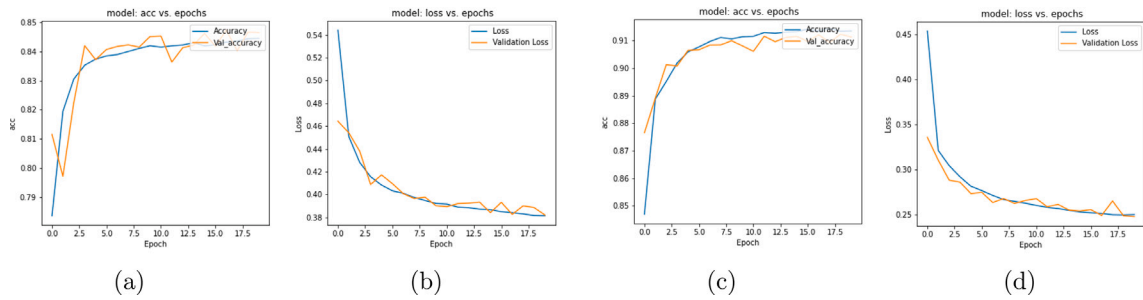 model: acc vs. epochs
Accuracy
Val_accuracy
0.84
0.83
0.82
0.81
0.80
0.79
acc
0.0 2.5 5.0 7.5 10.0 12.5 15.0 17.5
Epoch
(a)
model: loss vs. epochs
Loss
Validation Loss
0.54
0.52
0.50
0.48
0.46
0.44
0.42
0.40
0.38
Loss
0.0 2.5 5.0 7.5 10.0 12.5 15.0 17.5
Epoch
(b)
model: acc vs. epochs
Accuracy
Val_accuracy
0.91
0.90
0.89
0.88
0.87
0.86
0.85
acc
0.0 2.5 5.0 7.5 10.0 12.5 15.0 17.5
Epoch
(c)
model: loss vs. epochs
Loss
Validation Loss
0.45
0.40
0.35
0.30
0.25
Loss
0.0 2.5 5.0 7.5 10.0 12.5 15.0 17.5
Epoch
(d)